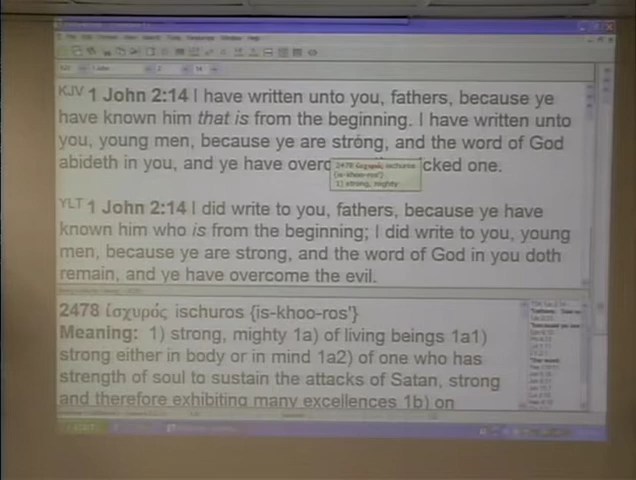 KJV 1 John 2:14 I have written unto you, fathers, because ye
have known him that is from the beginning. I have written unto
you, young men, because ye are strong, and the word of God
abideth in you, and ye have overc icked one.
2478 ἰσχυρός ischuros
{is-khoo-ros'}
1) strong, mighty
YLT 1 John 2:14 I did write to you, fathers, because ye have
known him who is from the beginning; I did write to you, young
men, because ye are strong, and the word of God in you doth
remain, and ye have overcome the evil.
2478 ἰσχυρός ischuros {is-khoo-ros'}
Meaning: 1) strong, mighty 1a) of living beings 1a1)
strong either in body or in mind 1a2) of one who has
strength of soul to sustain the attacks of Satan, strong
and therefore exhibiting many excellences 1b) on